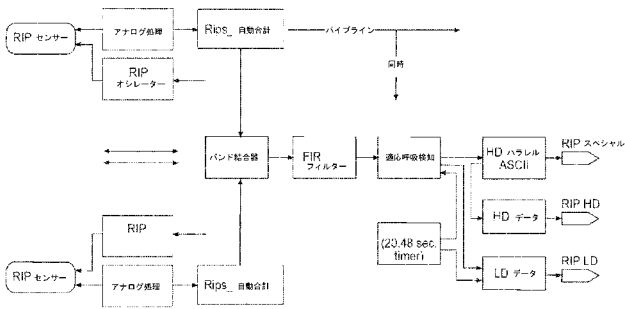 RIP センサー
アナログ処理
Rips_ 自動合計
パイプライン
RIP
オシレーター
同時
バンド結合器
FIR
フィルター
適応呼吸検知
HD ハラレル
ASCII
RIP スペシャル
HD データ
RIP HD
(20.48 sec.
timer)
LD データ
RIP LD
RIP
RIP センサー
アナログ処理
Rips_ 自動合計